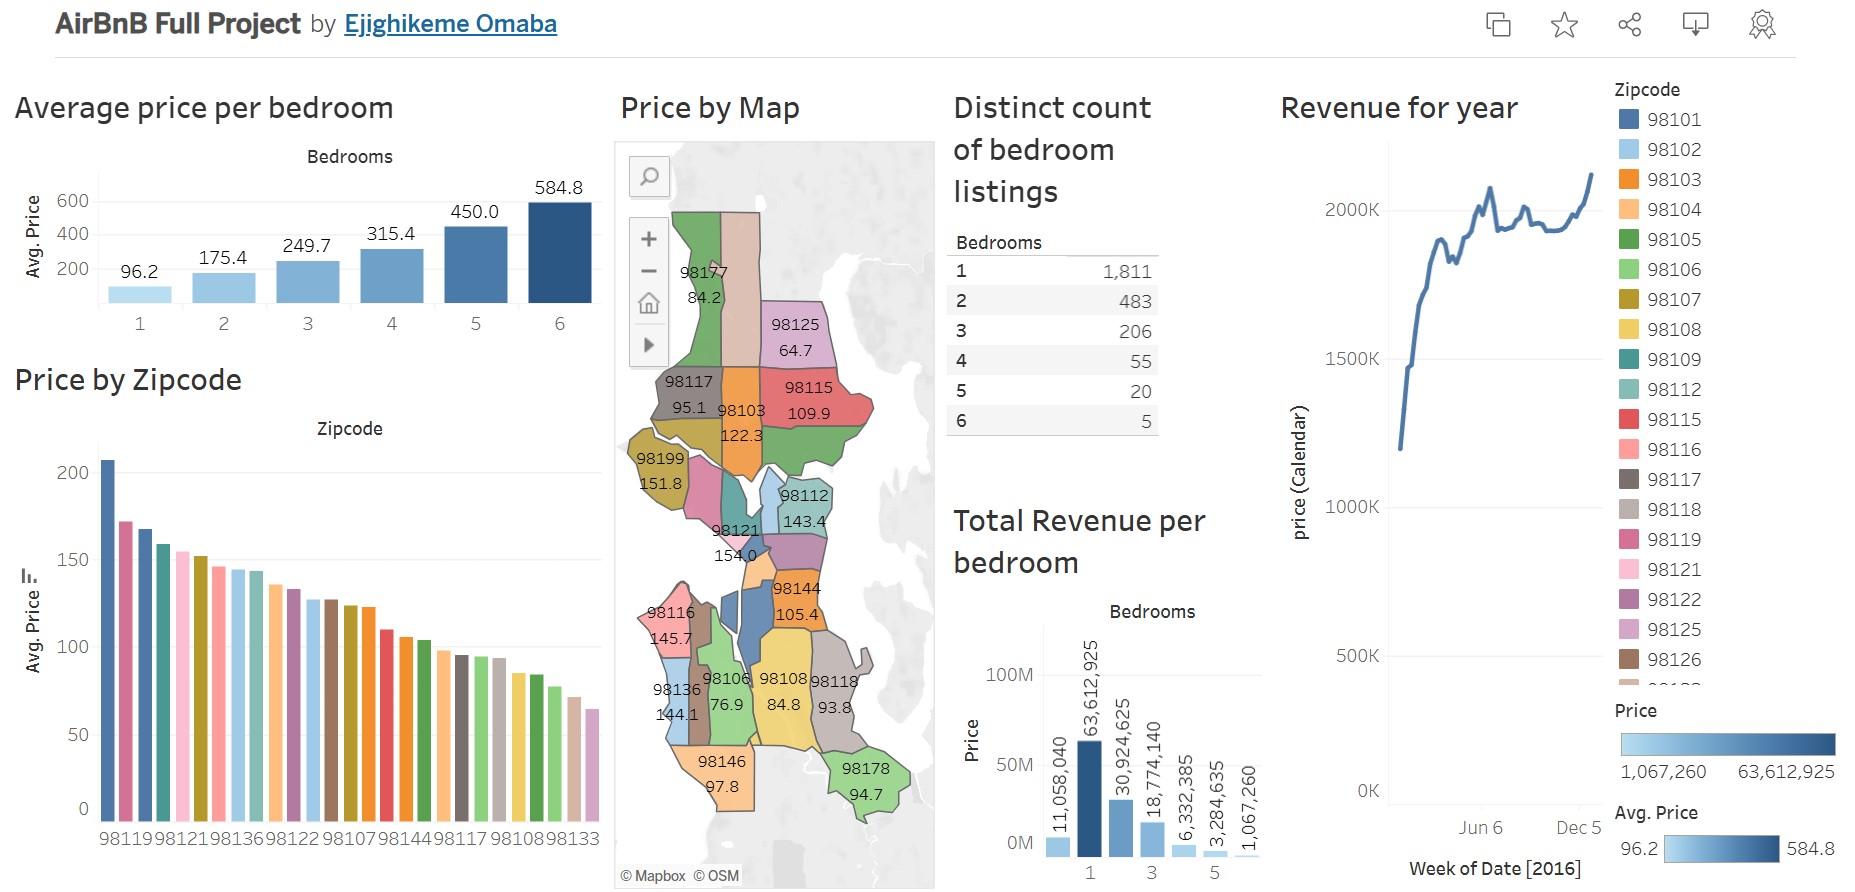 AirBnB Full Project by Ejighikeme Omaba
Average price per bedroom
Bedrooms
Avg. Price
600
400
200
96.2
175.4
249.7
315.4
450.0
584.8
1 2 3 4 5 6
Price by Zipcode
Zipcode
Avg. Price
200
150
100
50
0
98119 98121 98136 98122 98107 98144 98117 98108 98133
Price by Map
98177
84.2
98125
64.7
98117
95.1
98103
122.3
98115
109.9
98199
151.8
98112
143.4
98121
154.0
98144
105.4
98116
145.7
98136
144.1
98106
76.9
98108
84.8
98118
93.8
98146
97.8
98178
94.7
© Mapbox © OSM
Distinct count
of bedroom
listings
Bedrooms
1 1,811
2 483
3 206
4 55
5 20
6 5
Total Revenue per
bedroom
Bedrooms
Price
100M
50M
0M
11,058,040
63,612,925
30,924,625
18,774,140
6,332,385
3,284,635
1,067,260
1 3 5
Revenue for year
price (Calendar)
2000K
1500K
1000K
500K
0K
Jun 6 Dec 5
Week of Date [2016]
Zipcode
98101
98102
98103
98104
98105
98106
98107
98108
98109
98112
98115
98116
98117
98118
98119
98121
98122
98125
98126
Price
1,067,260 63,612,925
Avg. Price
96.2 584.8